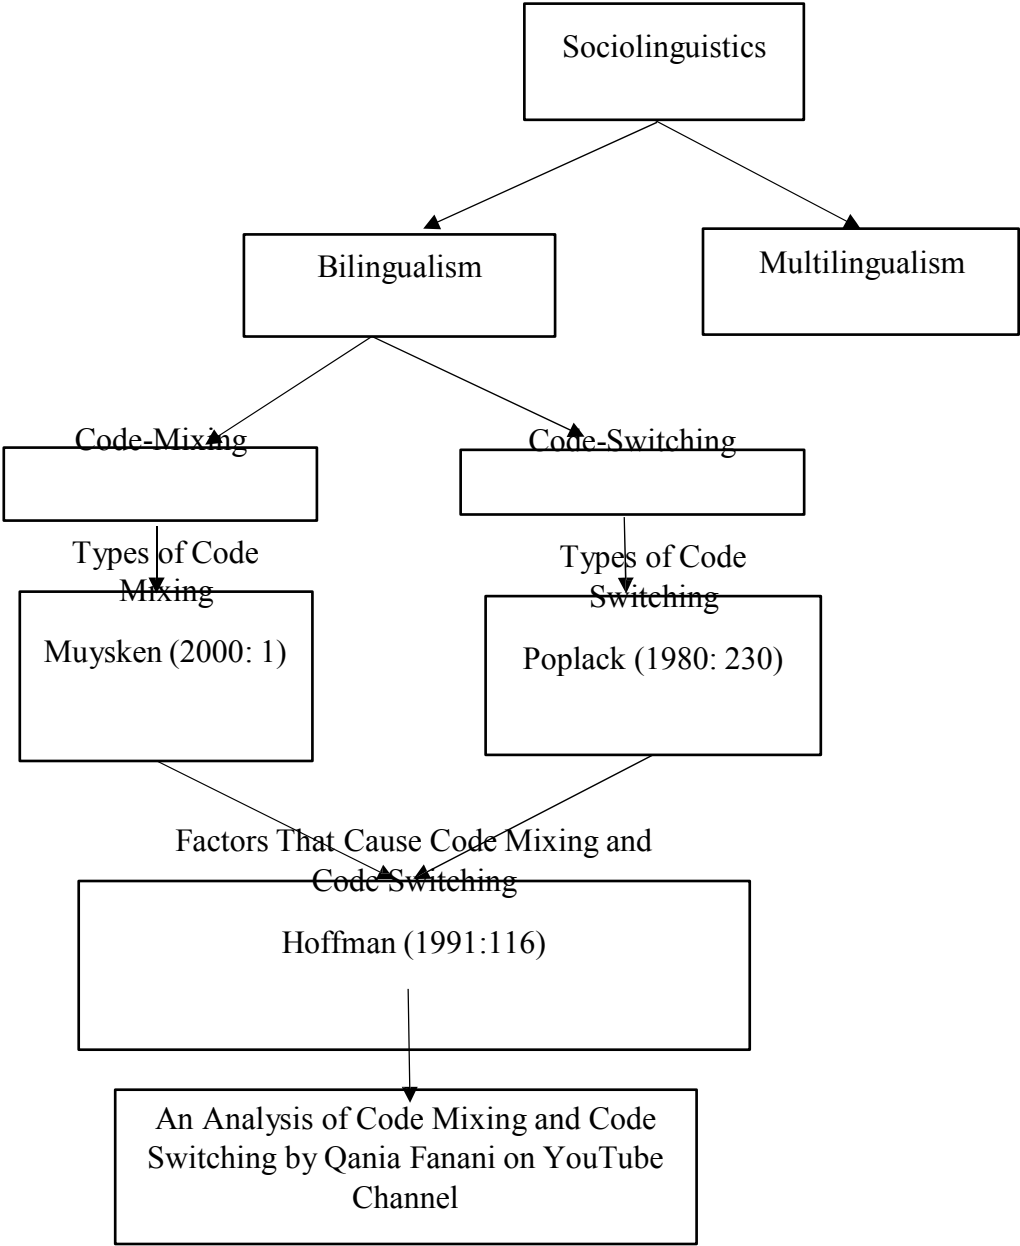 Sociolinguistics
Bilingualism
Multilingualism
Code-Mixing
Code-Switching
Types of Code
Mixing
Muysken (2000: 1)
Types of Code
Switching
Poplack (1980: 230)
Factors That Cause Code Mixing and
Code Switching
Hoffman (1991:116)
An Analysis of Code Mixing and Code
Switching by Qania Fanani on YouTube
Channel